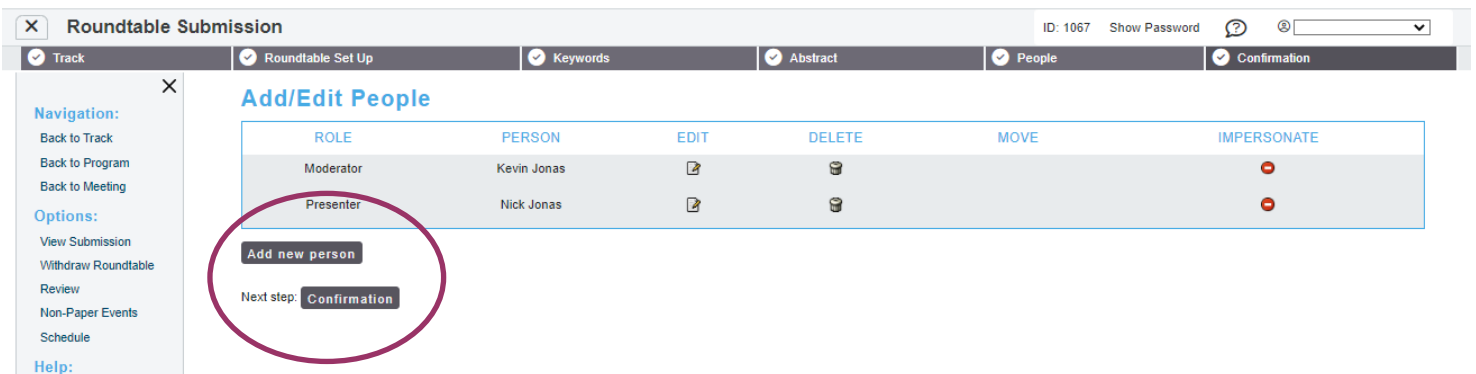 Roundtable Submission
ID: 1067 Show Password
Track Roundtable Set Up Keywords Abstract People Confirmation
Navigation:
Back to Track
Back to Program
Back to Meeting
Options:
View Submission
Withdraw Roundtable
Review
Non-Paper Events
Schedule
Help:
Add/Edit People
ROLE PERSON EDIT DELETE MOVE IMPERSONATE
Moderator Kevin Jonas
Presenter Nick Jonas
Add new person
Next step: Confirmation